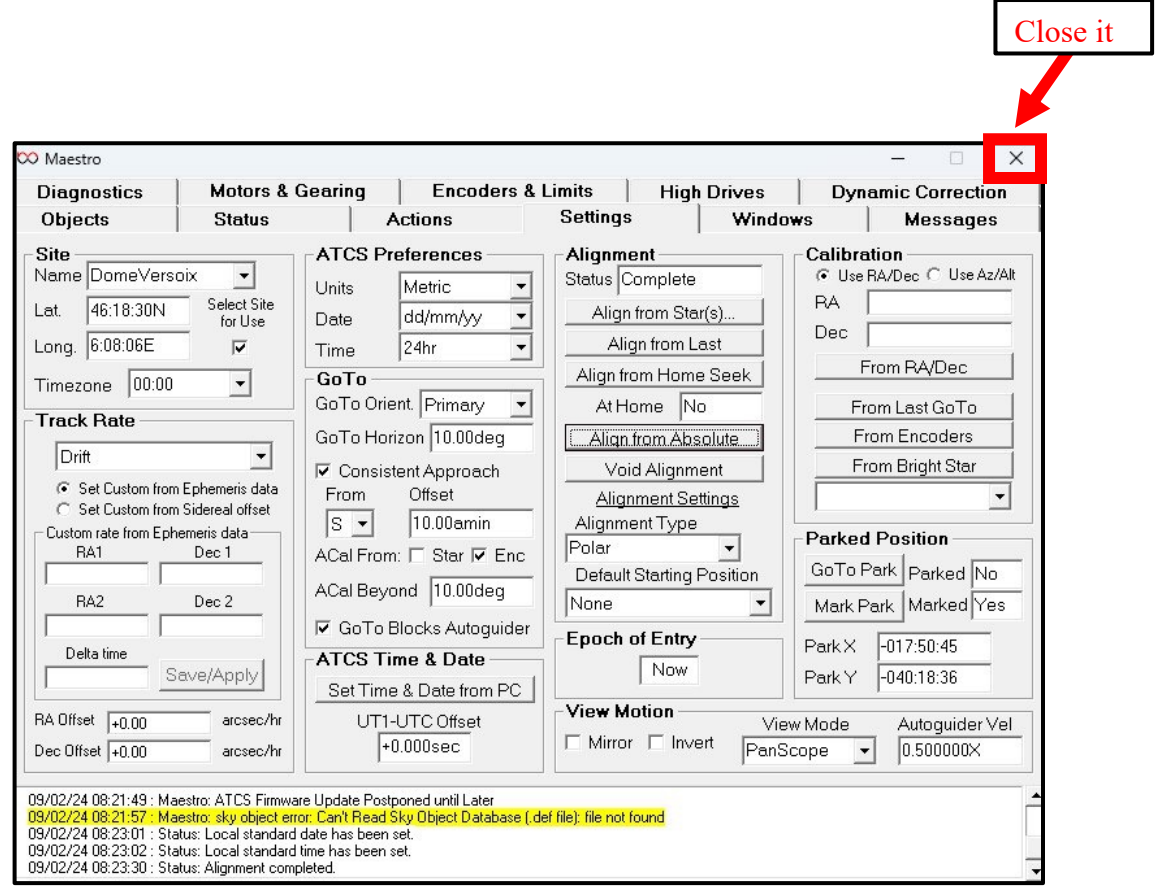 Close it
Maestro
Diagnostics Motors & Gearing Encoders & Limits High Drives Dynamic Correction
Objects Status Actions Settings Windows Messages
Site
Name DomeVersoix
Lat. 46:18:30N Select Site
for Use
Long. 6:08:06E
Timezone 00:00
Track Rate
Drift
Set Custom from Ephemeris data
Set Custom from Sidereal offset
Custom rate from Ephemeris data
RA1 Dec 1
RA2 Dec 2
Delta time
Save/Apply
RA Offset +0.00 arcsec/hr
Dec Offset +0.00 arcsec/hr
ATCS Preferences
Units Metric
Date dd/mm/yy
Time 24hr
GoTo
GoTo Orient. Primary
GoTo Horizon 10.00deg
Consistent Approach
From Offset
S 10.00amin
ACal From: Star Enc
ACal Beyond 10.00deg
GoTo Blocks Autoguider
ATCS Time & Date
Set Time & Date from PC
UT1-UTC Offset
+0.000sec
Alignment
Status Complete
Align from Star(s)...
Align from Last
Align from Home Seek
At Home No
Align from Absolute
Void Alignment
Alignment Settings
Alignment Type
Polar
Default Starting Position
None
Epoch of Entry
Now
Calibration
Use RA/Dec Use Az/Alt
RA
Dec
From RA/Dec
From Last GoTo
From Encoders
From Bright Star
Parked Position
GoTo Park Parked No
Mark Park Marked Yes
Park X -017:50:45
Park Y -040:18:36
View Motion
Mirror Invert
View Mode
PanScope
Autoguider Vel
0.500000X
09/02/24 08:21:49 : Maestro: ATCS Firmware Update Postponed until Later
09/02/24 08:21:57 : Maestro: sky object error: Can't Read Sky Object Database (.def file): file not found
09/02/24 08:23:01 : Status: Local standard date has been set.
09/02/24 08:23:02 : Status: Local standard time has been set.
09/02/24 08:23:30 : Status: Alignment completed.